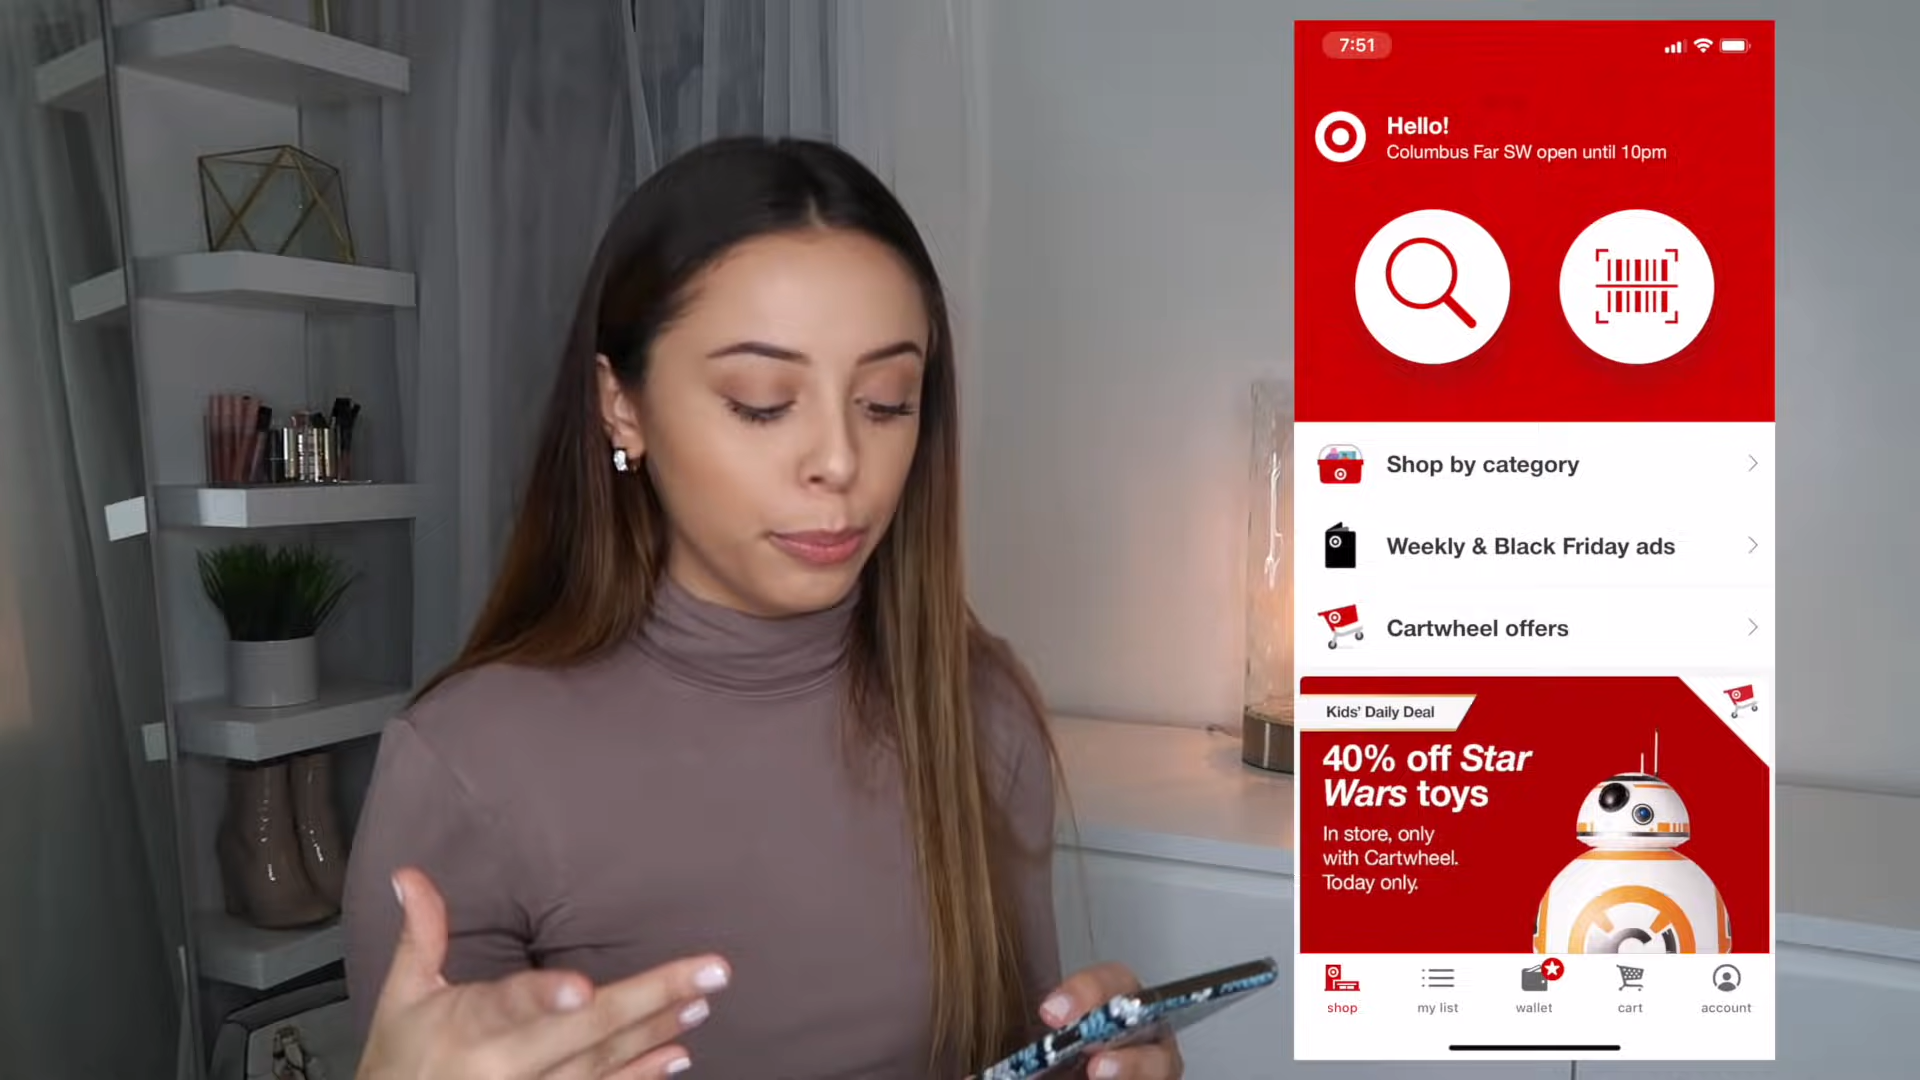 7:51
Hello!
Columbus Far SW open until 10pm
Shop by category
Weekly & Black Friday ads
Cartwheel offers
Kids' Daily Deal
40% off Star
Wars toys
In store, only
with Cartwheel.
Today only.
shop
my list
wallet
cart
account